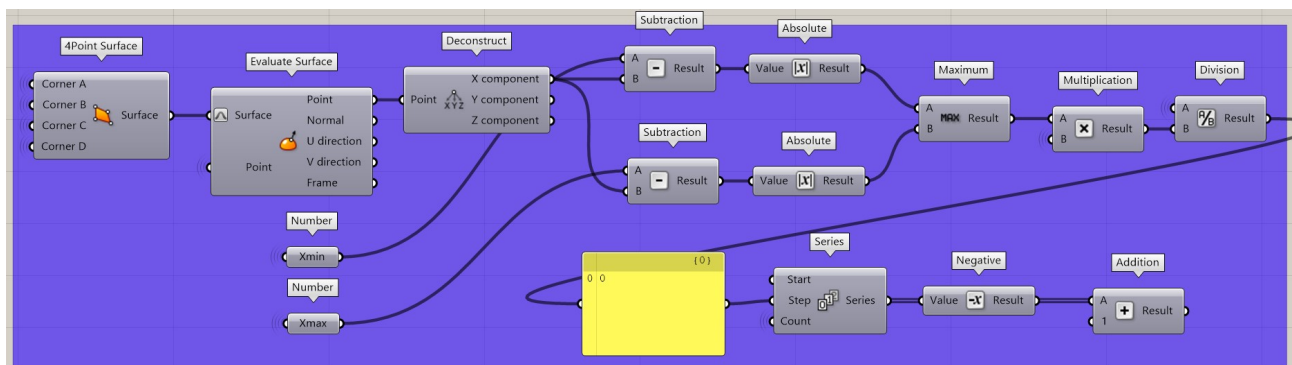 4Point Surface
Corner A
Corner B
Corner C
Corner D
Surface
Evaluate Surface
Surface
Point
Point
Normal
U direction
V direction
Frame
Deconstruct
Point
XYZ
X component
Y component
Z component
Subtraction
A
B
-
Result
Absolute
Value |x| Result
Subtraction
A
B
-
Result
Absolute
Value |x| Result
Maximum
A
B
MAX Result
Multiplication
A
B
×
Result
Division
A
B
A/B
Result
Number
Xmin
Number
Xmax
{0}
0 0
Series
Start
Step
Count
012
Series
Negative
Value -x Result
Addition
A
1
+
Result